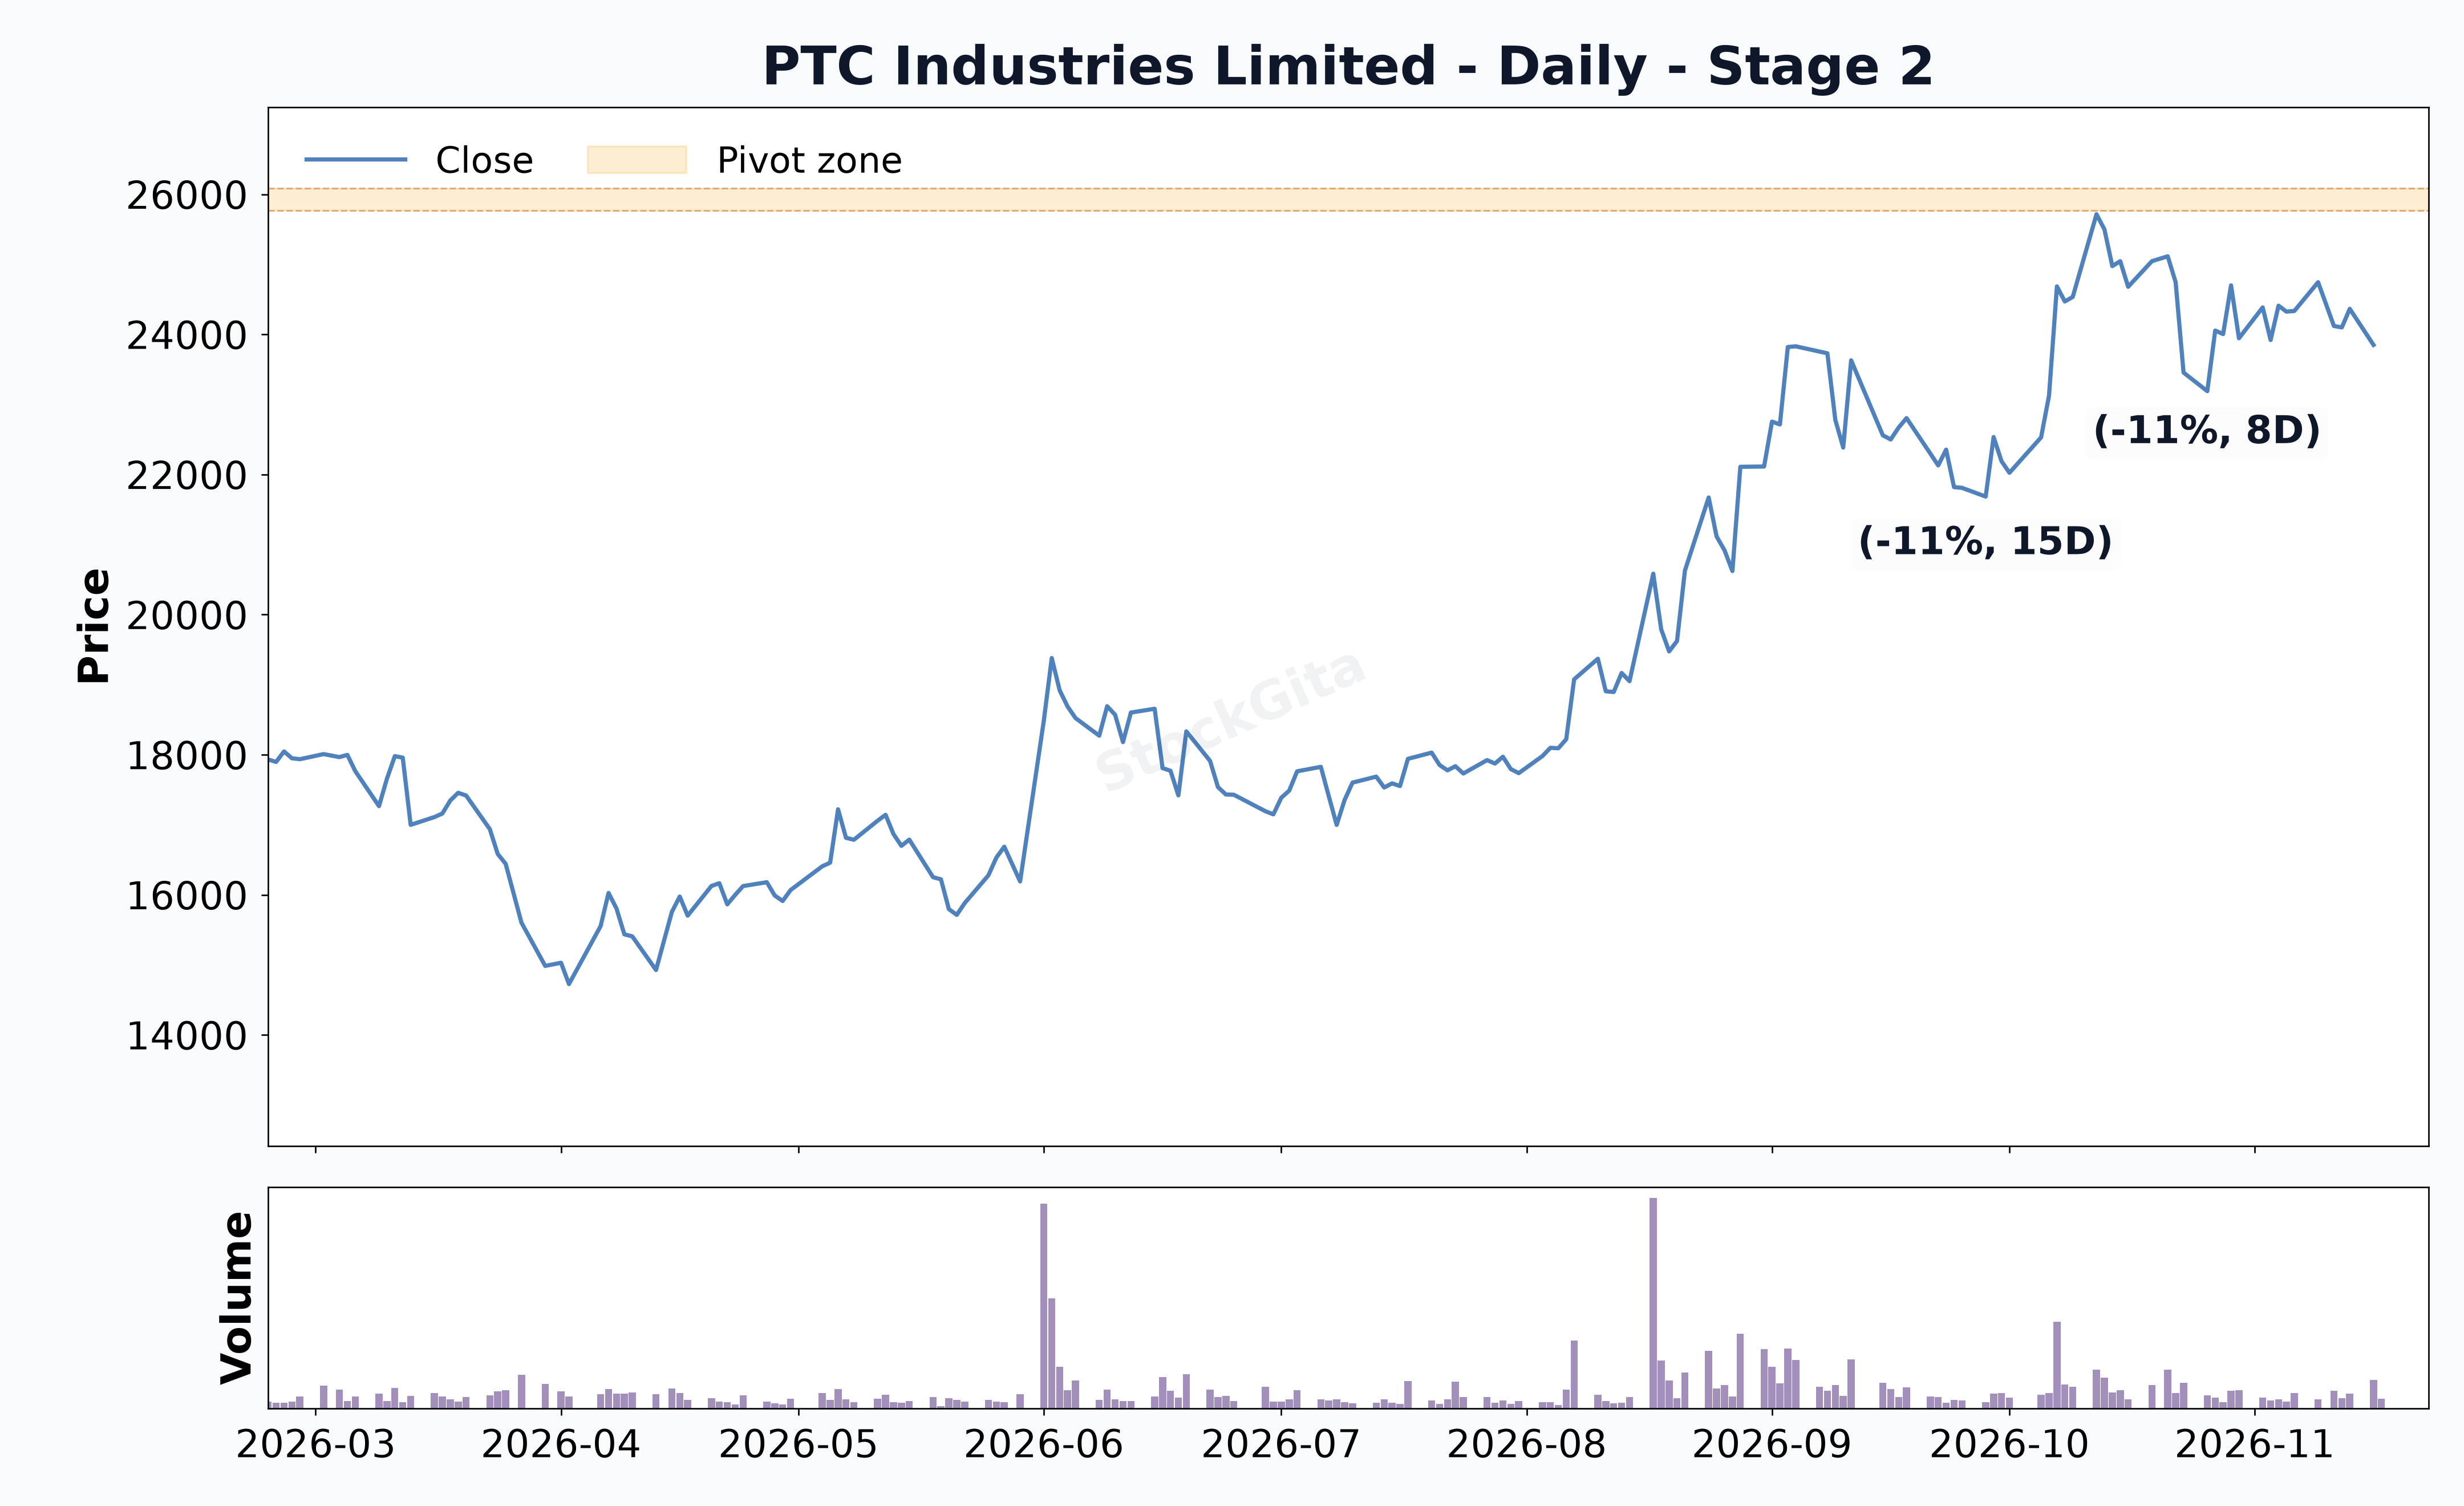 PTC Industries Limited - Daily - Stage 2
Close
Pivot zone
26000
24000
22000
20000
18000
16000
14000
Price
(-11%, 8D)
(-11%, 15D)
StockGita
Volume
2026-03
2026-04
2026-05
2026-06
2026-07
2026-08
2026-09
2026-10
2026-11